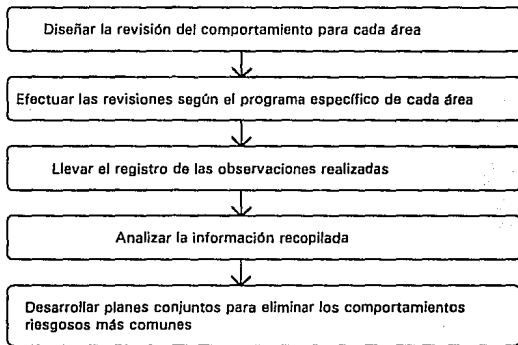 Diseñar la revisión del comportamiento para cada área
Efectuar las revisiones según el programa específico de cada área
Llevar el registro de las observaciones realizadas
Analizar la información recopilada
Desarrollar planes conjuntos para eliminar los comportamientos
riesgosos más comunes